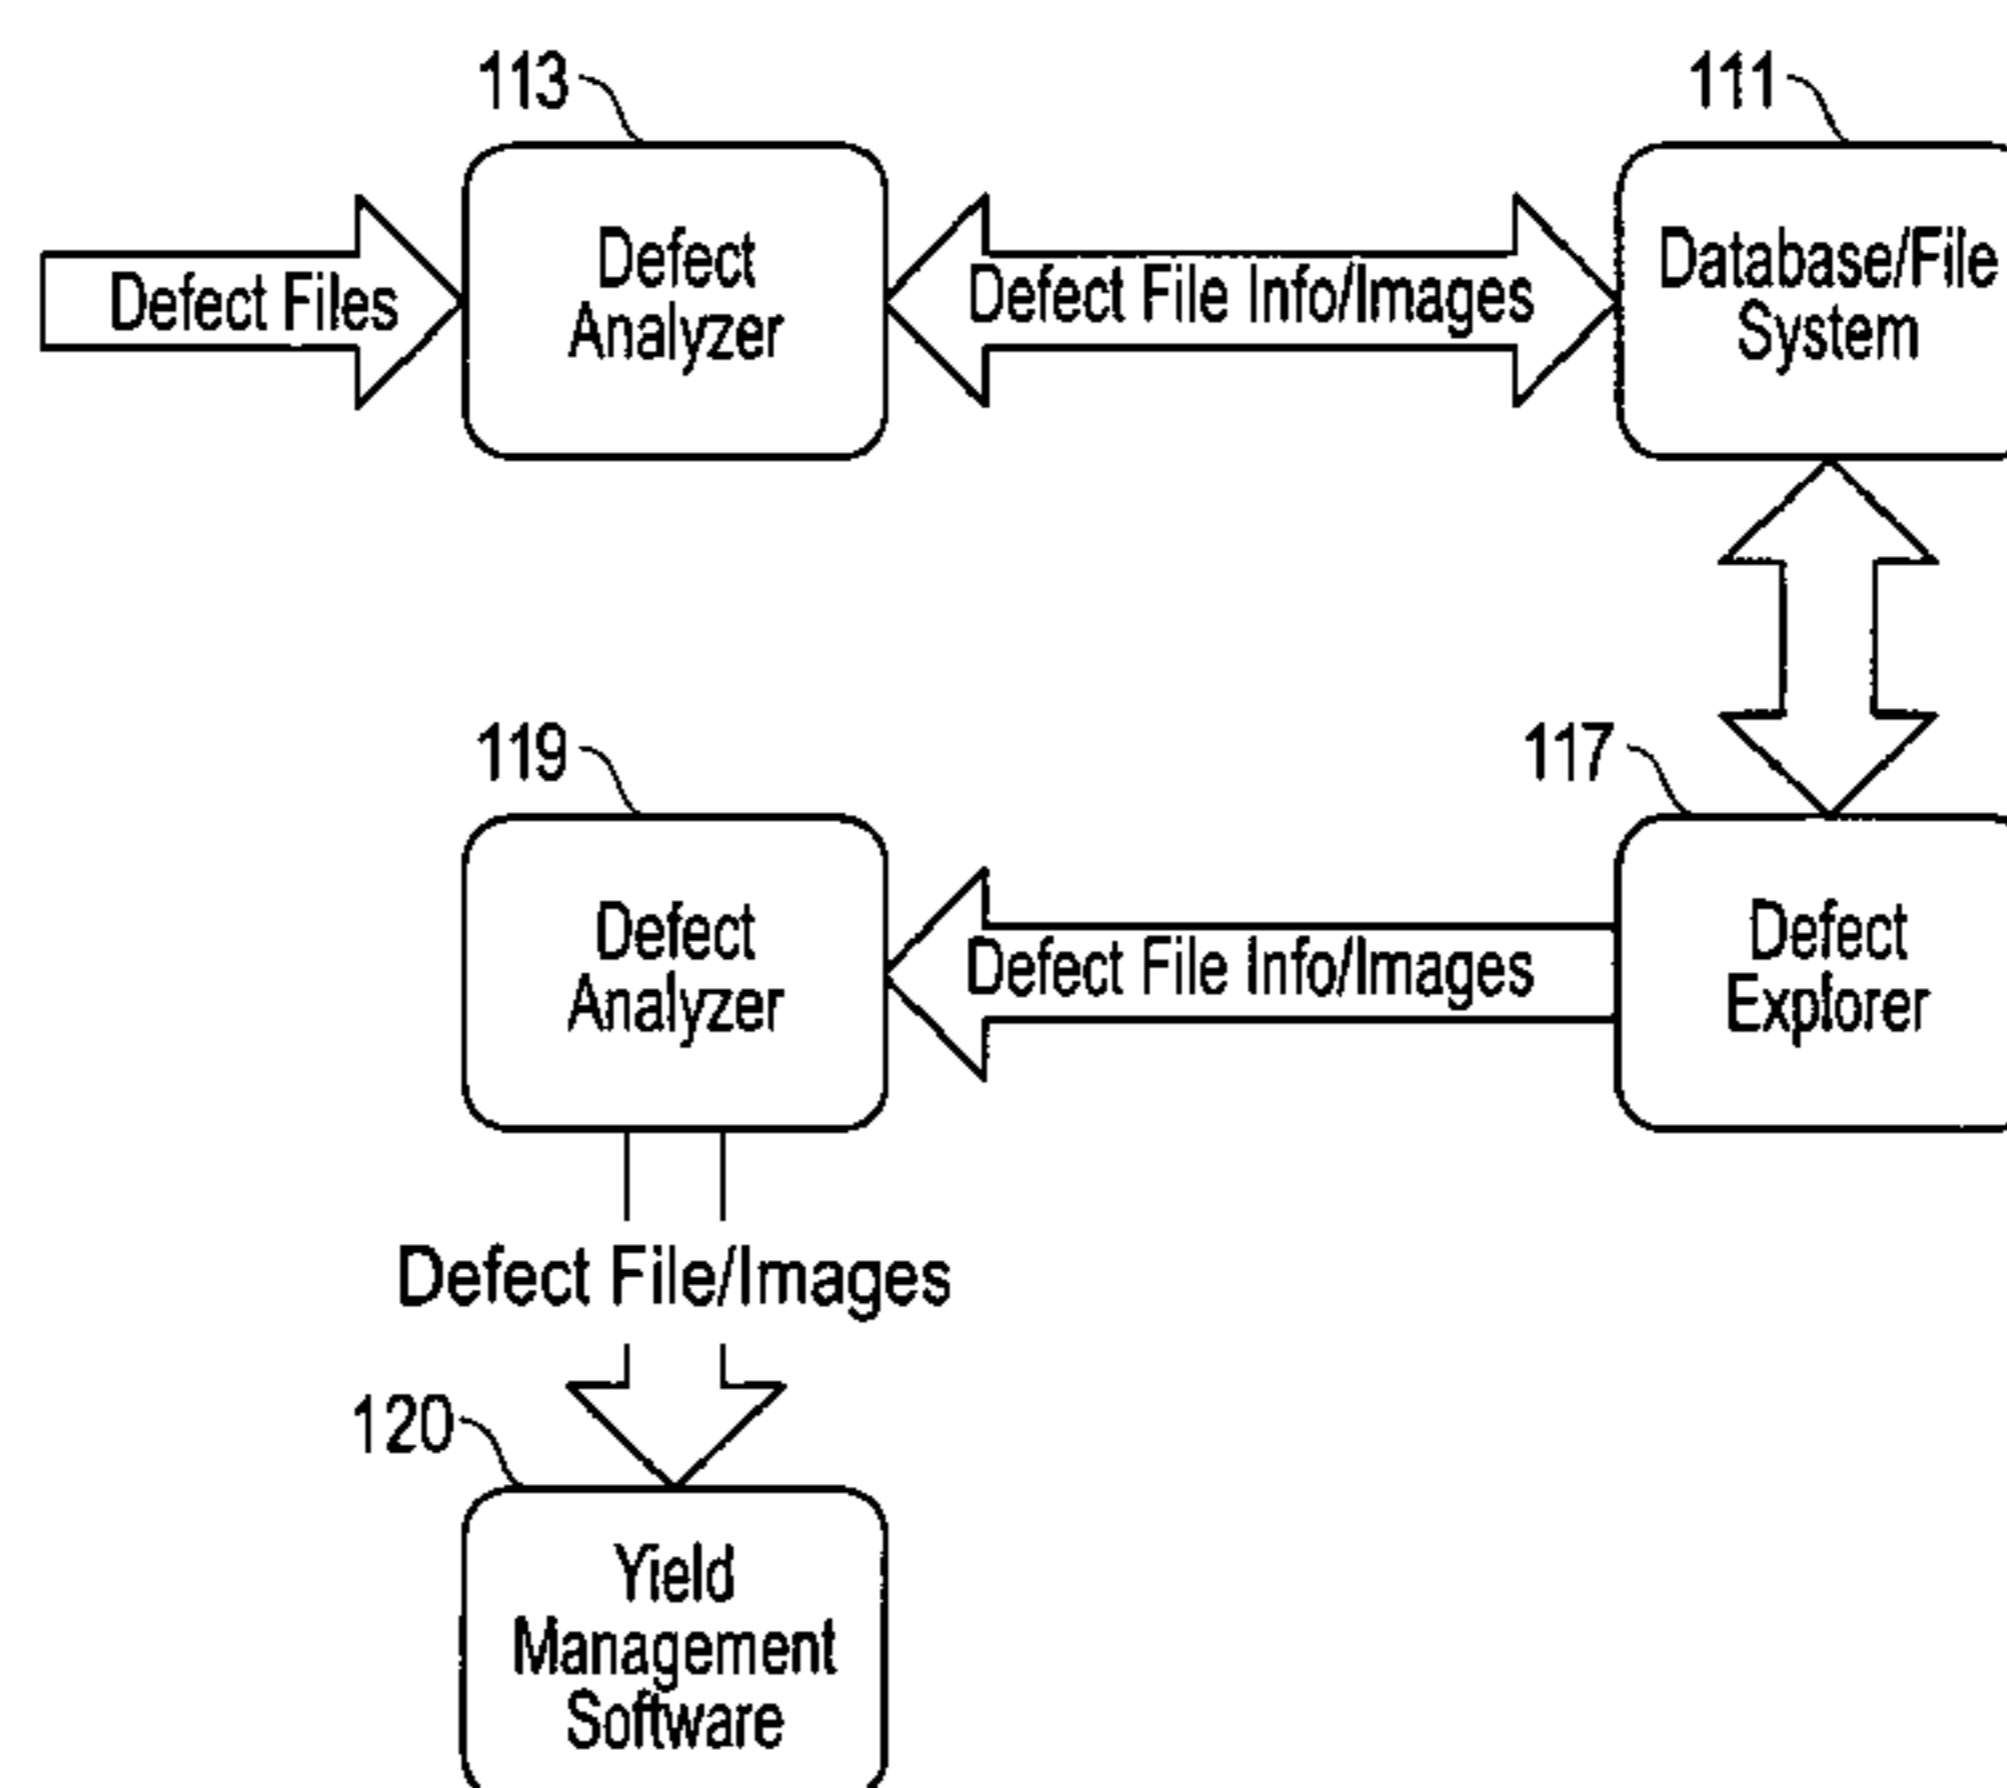 113
111
Defect Files
Defect
Analyzer
Defect File Info/Images
Database/File
System
119
117
Defect
Analyzer
Defect File Info/Images
Defect
Explorer
Defect File/Images
120
Yield
Management
Software